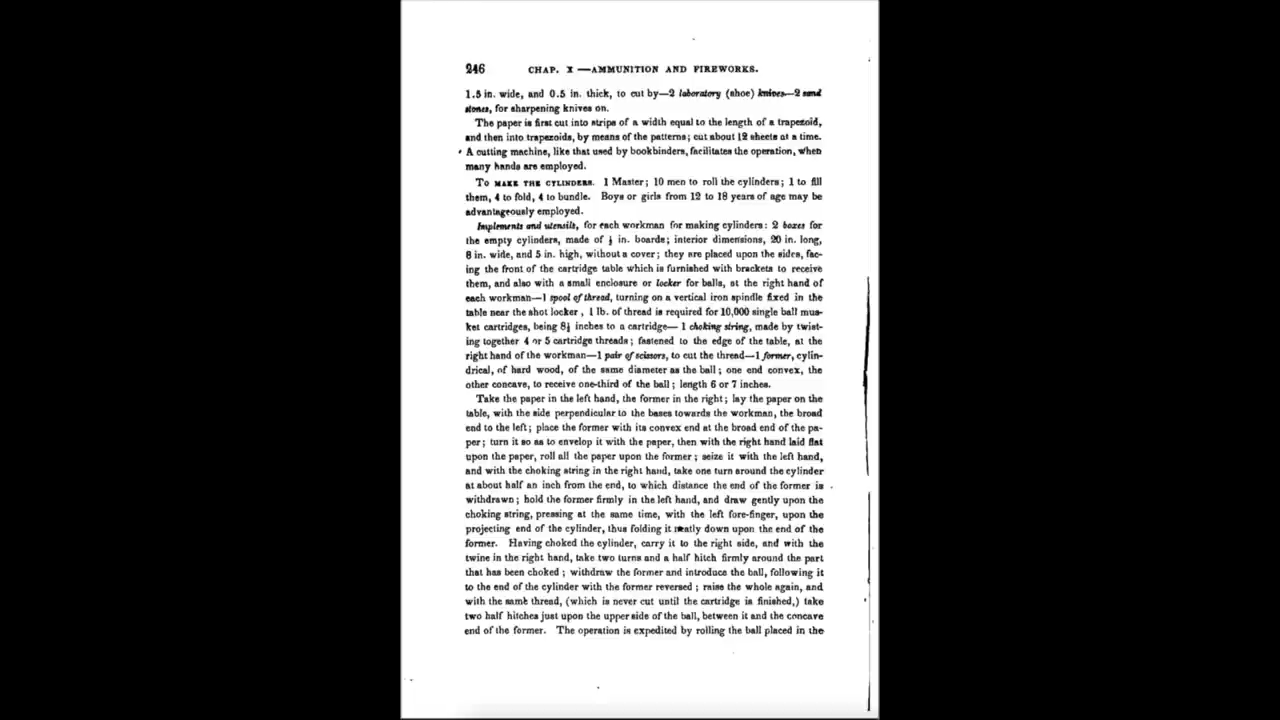 246 CHAP. X —AMMUNITION AND FIREWORKS.
1.5 in. wide, and 0.5 in. thick, to cut by—2 laboratory (shoe) knives—2 sand
stones, for sharpening knives on.
The paper is first cut into strips of a width equal to the length of a trapezoid,
and then into trapezoids, by means of the patterns; cut about 12 sheets at a time.
A cutting machine, like that used by bookbinders, facilitates the operation, when
many hands are employed.
TO MAKE THE CYLINDERS. 1 Master; 10 men to roll the cylinders; 1 to fill
them, 4 to fold, 4 to bundle. Boys or girls from 12 to 18 years of age may be
advantageously employed.
Implements and utensils, for each workman for making cylinders: 2 boxes for
the empty cylinders, made of ½ in. boards; interior dimensions, 20 in. long,
8 in. wide, and 5 in. high, without a cover; they are placed upon the sides, fac-
ing the front of the cartridge table which is furnished with brackets to receive
them, and also with a small enclosure or locker for balls, at the right hand of
each workman—1 spool of thread, turning on a vertical iron spindle fixed in the
table near the shot locker, 1 lb. of thread is required for 10,000 single ball mus-
ket cartridges, being 8½ inches to a cartridge— 1 choking string, made by twist-
ing together 4 or 5 cartridge threads; fastened to the edge of the table, at the
right hand of the workman—1 pair of scissors, to cut the thread—1 former, cylin-
drical, of hard wood, of the same diameter as the ball; one end convex, the
other concave, to receive one-third of the ball; length 6 or 7 inches.
Take the paper in the left hand, the former in the right; lay the paper on the
table, with the side perpendicular to the bases towards the workman, the broad
end to the left; place the former with its convex end at the broad end of the pa-
per; turn it so as to envelop it with the paper, then with the right hand laid flat
upon the paper, roll all the paper upon the former; seize it with the left hand,
and with the choking string in the right hand, take one turn around the cylinder
at about half an inch from the end, to which distance the end of the former is
withdrawn; hold the former firmly in the left hand, and draw gently upon the
choking string, pressing at the same time, with the left fore-finger, upon the
projecting end of the cylinder, thus folding it neatly down upon the end of the
former. Having choked the cylinder, carry it to the right side, and with the
twine in the right hand, take two turns and a half hitch firmly around the part
that has been choked; withdraw the former and introduce the ball, following it
to the end of the cylinder with the former reversed; raise the whole again, and
with the same thread, (which is never cut until the cartridge is finished,) take
two half hitches just upon the upper side of the ball, between it and the concave
end of the former. The operation is expedited by rolling the ball placed in the